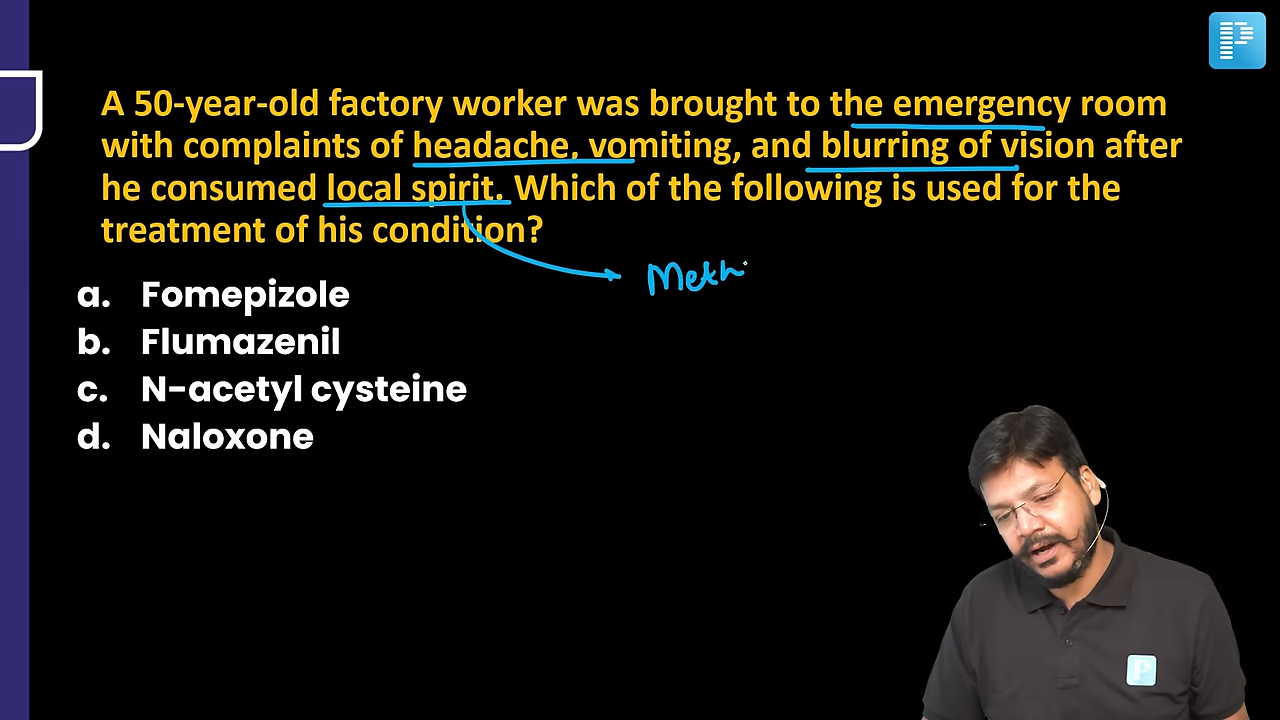 A 50-year-old factory worker was brought to the emergency room
with complaints of headache, vomiting, and blurring of vision after
he consumed local spirit. Which of the following is used for the
treatment of his condition?
Meth
a. Fomepizole
b. Flumazenil
c. N-acetyl cysteine
d. Naloxone
P
P